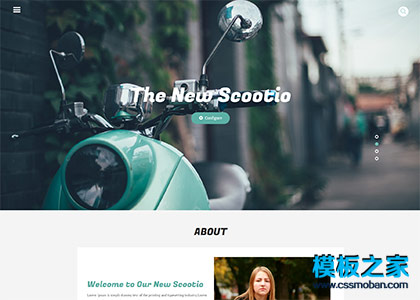 The New Scootio
Configure
ABOUT
Welcome to Our New Scootio
Lorem Ipsum is simply dummy text of the printing and typesetting industry Lorem
模板之家
www.cssmoban.com